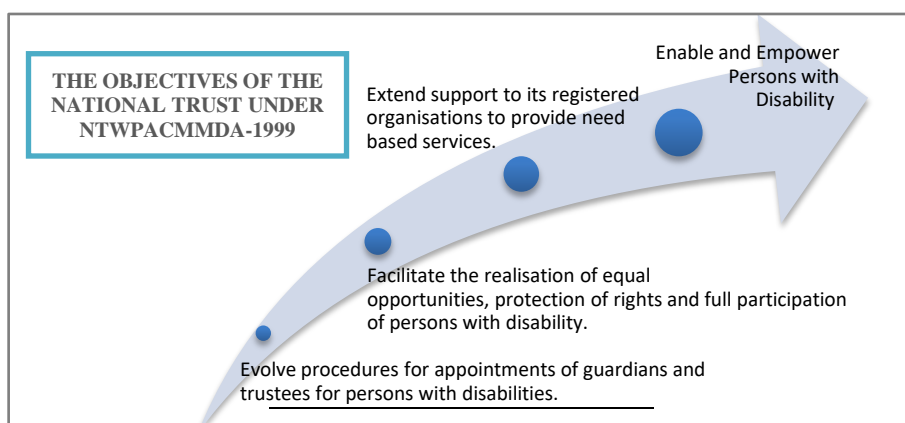 THE OBJECTIVES OF THE
NATIONAL TRUST UNDER
NTWPACMMDA-1999
Enable and Empower
Persons with
Disability
Extend support to its registered
organisations to provide need
based services.
Facilitate the realisation of equal
opportunities, protection of rights and full participation
of persons with disability.
Evolve procedures for appointments of guardians and
trustees for persons with disabilities.